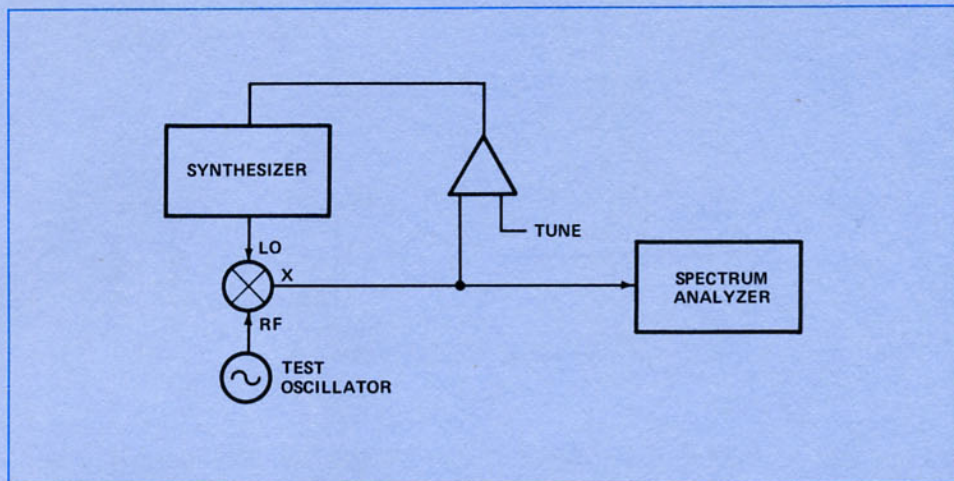 SYNTHESIZER
LO
X
RF
TEST
OSCILLATOR
TUNE
SPECTRUM
ANALYZER